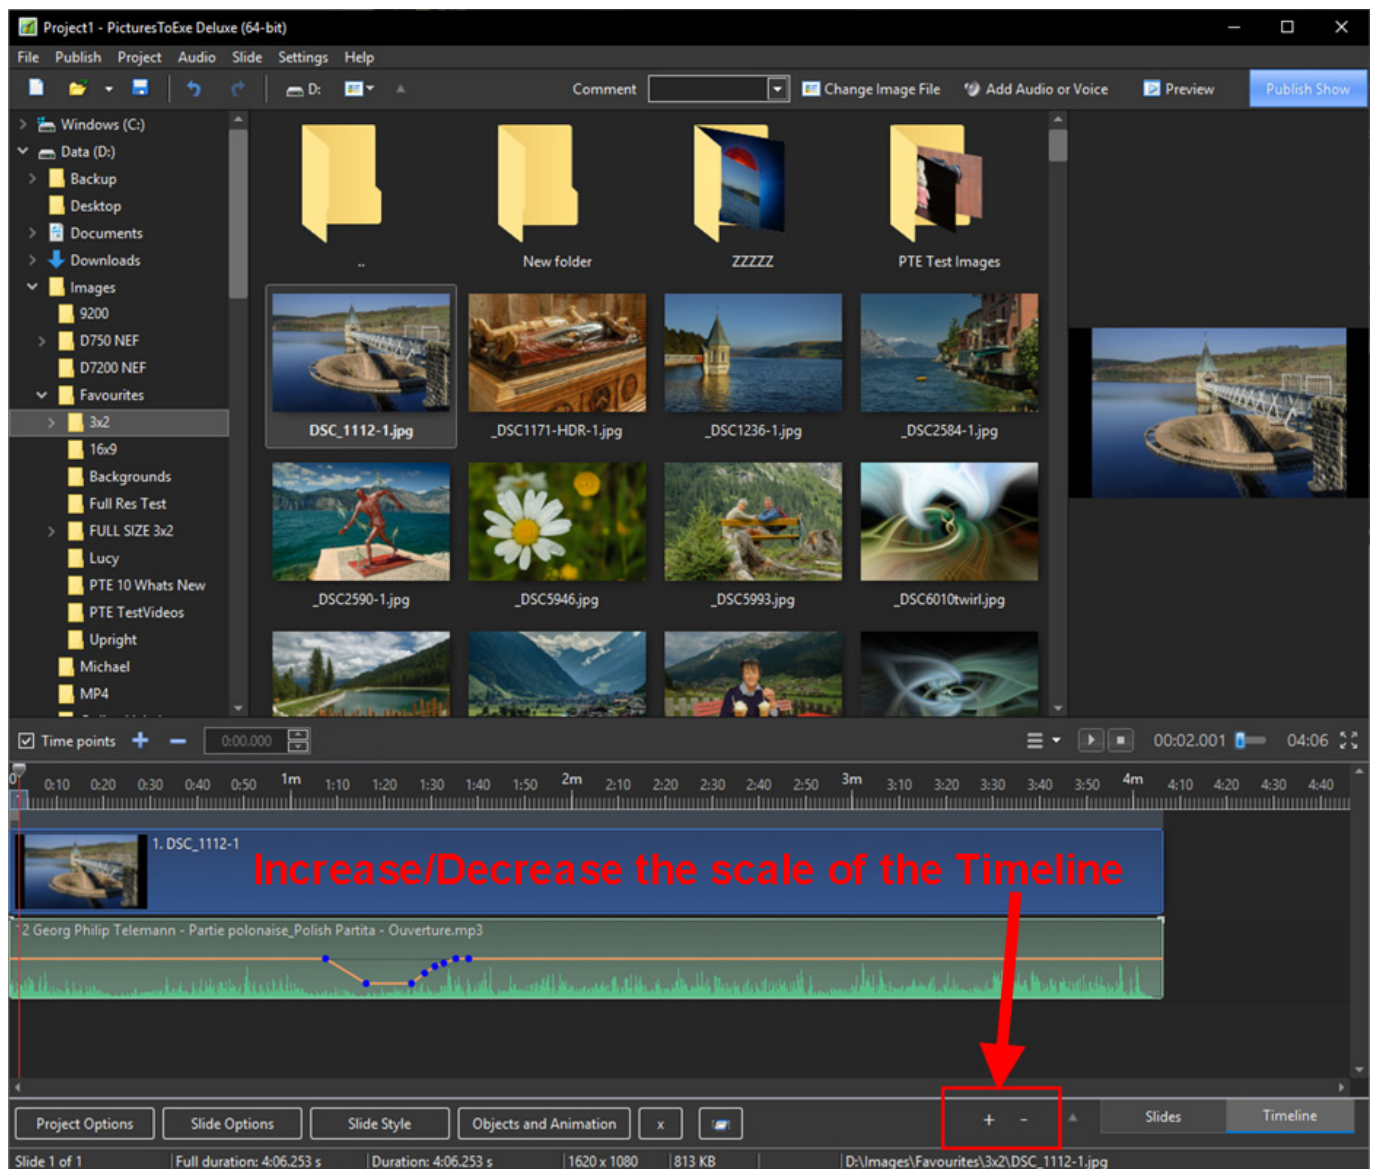 Project1 - PicturesToExe Deluxe (64-bit)
File Publish Project Audio Slide Settings Help
D: Comment Change Image File Add Audio or Voice Preview Publish Show
Windows (C:)
Data (D:)
Backup
Desktop
Documents
Downloads
Images
9200
D750 NEF
D7200 NEF
Favourites
3x2
16x9
Backgrounds
Full Res Test
FULL SIZE 3x2
Lucy
PTE 10 Whats New
PTE TestVideos
Upright
Michael
MP4
.. New folder ZZZZZ PTE Test Images
DSC_1112-1.jpg _DSC1171-HDR-1.jpg _DSC1236-1.jpg _DSC2584-1.jpg
_DSC2590-1.jpg _DSC5946.jpg _DSC5993.jpg _DSC6010twirl.jpg
Time points + − 0:00.000 00:02.001 04:06
0 0:10 0:20 0:30 0:40 0:50 1m 1:10 1:20 1:30 1:40 1:50 2m 2:10 2:20 2:30 2:40 2:50 3m 3:10 3:20 3:30 3:40 3:50 4m 4:10 4:20 4:30 4:40
1. DSC_1112-1
Increase/Decrease the scale of the Timeline
12 Georg Philip Telemann - Partie polonaise_Polish Partita - Ouverture.mp3
Project Options Slide Options Slide Style Objects and Animation x + - Slides Timeline
Slide 1 of 1 Full duration: 4:06.253 s Duration: 4:06.253 s 1620 x 1080 813 KB D:\Images\Favourites\3x2\DSC_1112-1.jpg